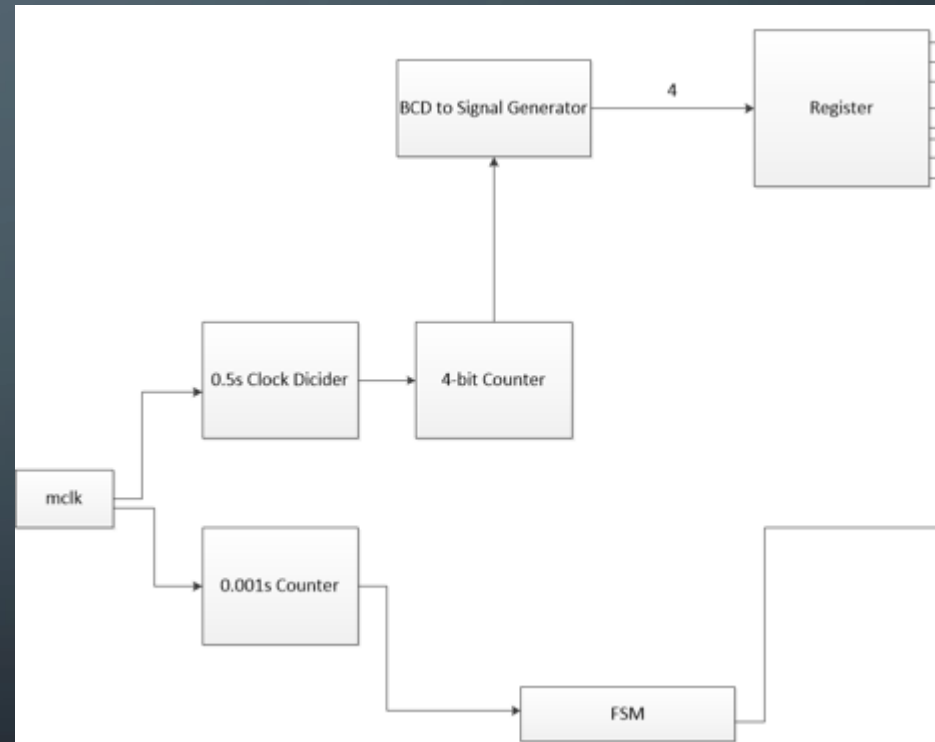 BCD to Signal Generator
4
Register
0.5s Clock Dicider
4-bit Counter
mclk
0.001s Counter
FSM